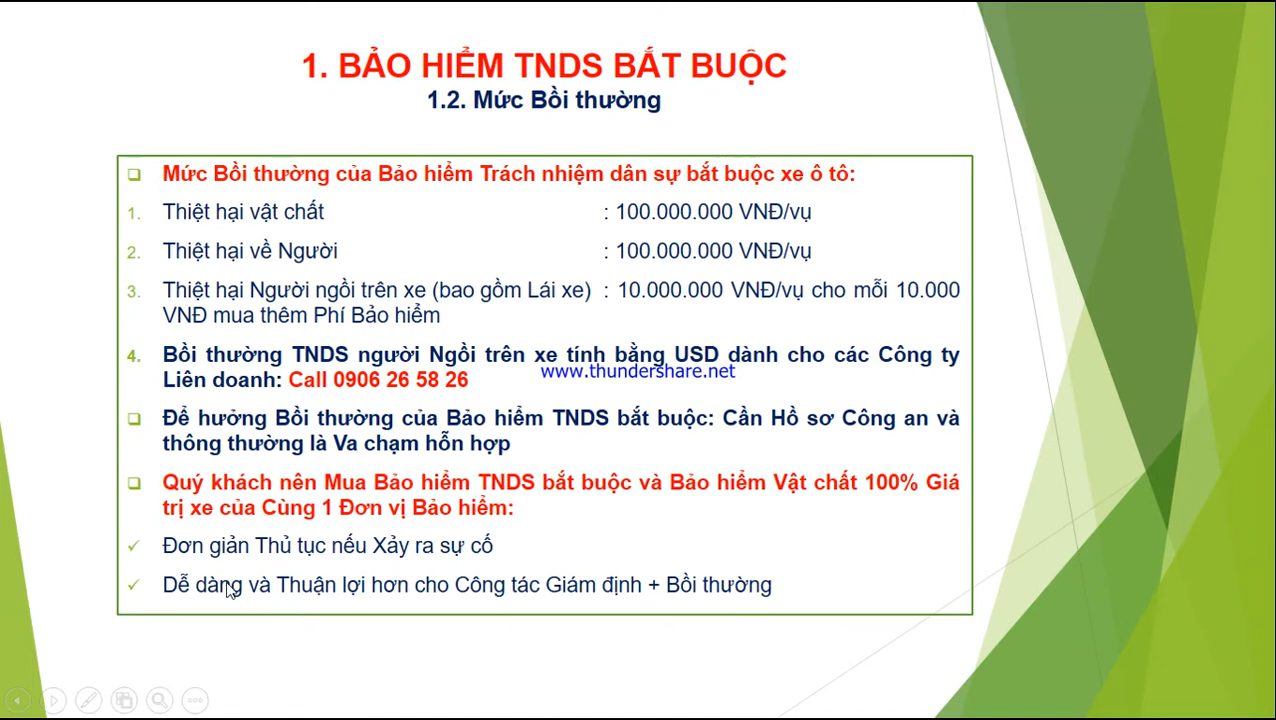 1. BẢO HIỂM TNDS BẮT BUỘC
1.2. Mức Bồi thường
Mức Bồi thường của Bảo hiểm Trách nhiệm dân sự bắt buộc xe ô tô:
1. Thiệt hại vật chất : 100.000.000 VNĐ/vụ
2. Thiệt hại về Người : 100.000.000 VNĐ/vụ
3. Thiệt hại Người ngồi trên xe (bao gồm Lái xe) : 10.000.000 VNĐ/vụ cho mỗi 10.000
VNĐ mua thêm Phí Bảo hiểm
4. Bồi thường TNDS người Ngồi trên xe tính bằng USD dành cho các Công ty
www.thundershare.net
Liên doanh: Call 0906 26 58 26
Để hưởng Bồi thường của Bảo hiểm TNDS bắt buộc: Cần Hồ sơ Công an và
thông thường là Va chạm hỗn hợp
Quý khách nên Mua Bảo hiểm TNDS bắt buộc và Bảo hiểm Vật chất 100% Giá
trị xe của Cùng 1 Đơn vị Bảo hiểm:
Đơn giản Thủ tục nếu Xảy ra sự cố
Dễ dàng và Thuận lợi hơn cho Công tác Giám định + Bồi thường